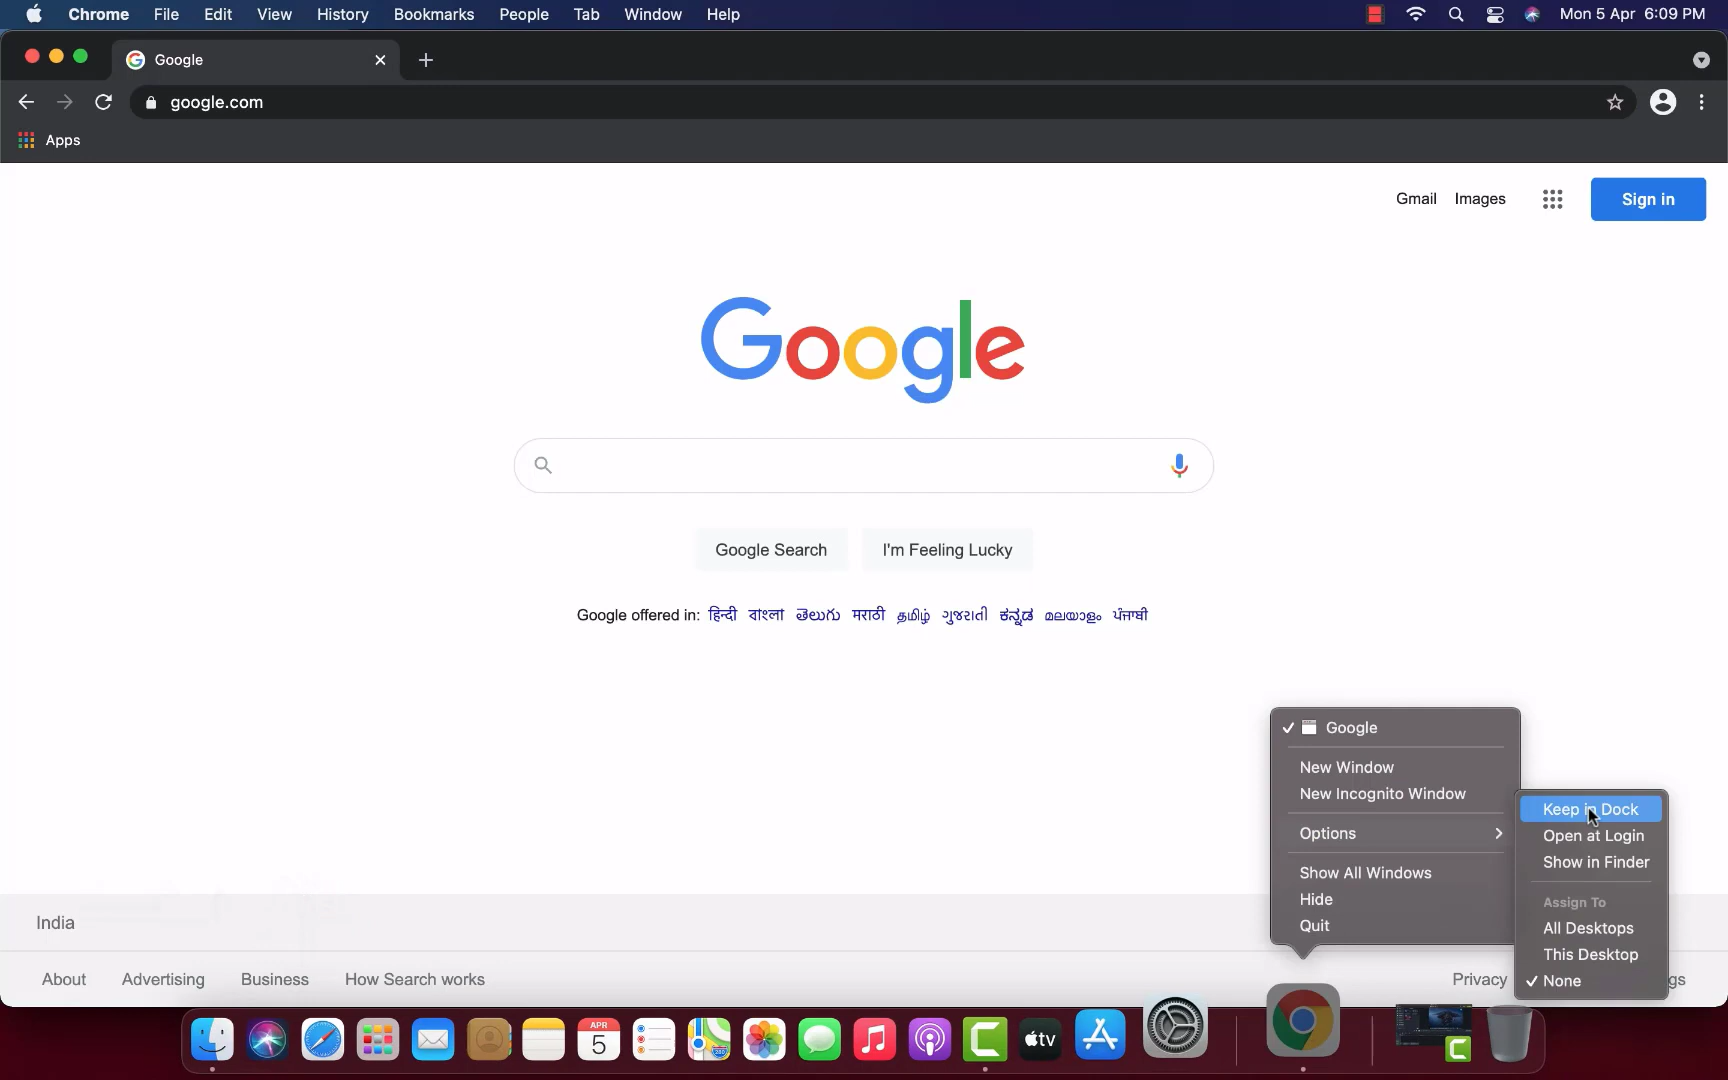 Chrome File Edit View History Bookmarks People Tab Window Help Mon 5 Apr 6:09 PM
Google
google.com
Apps
Gmail Images Sign in
Google
Google Search I'm Feeling Lucky
Google offered in: हिन्दी বাংলা తెలుగు मराठी தமிழ் ગુજરાતી ಕನ್ನಡ മലയാളം ਪੰਜਾਬੀ
Google
New Window
New Incognito Window
Options
Show All Windows
Hide
Quit
Keep in Dock
Open at Login
Show in Finder
Assign To
All Desktops
This Desktop
None
India
About Advertising Business How Search works Privacy
APR
5
tv